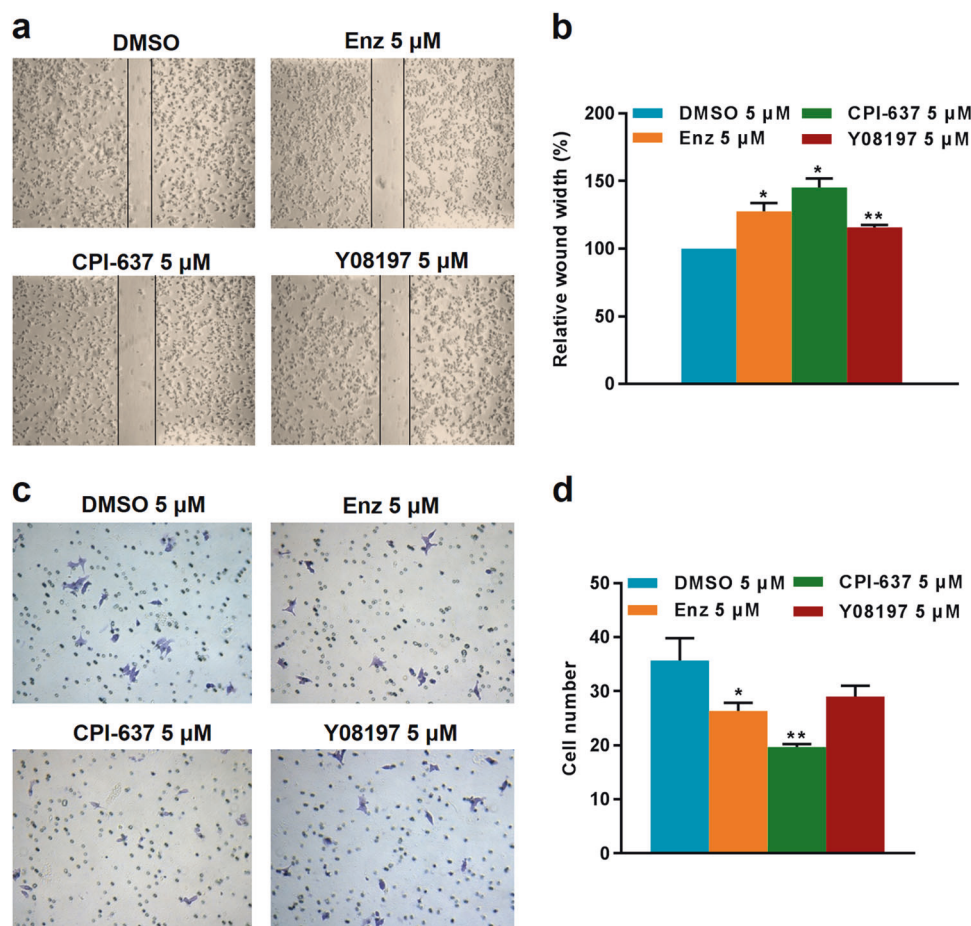 a
DMSO
Enz 5 µM
CPI-637 5 µM
Y08197 5 µM
b
Relative wound width (%)
200
150
100
50
0
DMSO 5 µM
CPI-637 5 µM
Enz 5 µM
Y08197 5 µM
*
*
**
c
DMSO 5 µM
Enz 5 µM
CPI-637 5 µM
Y08197 5 µM
d
Cell number
50
40
30
20
10
0
DMSO 5 µM
CPI-637 5 µM
Enz 5 µM
Y08197 5 µM
*
**